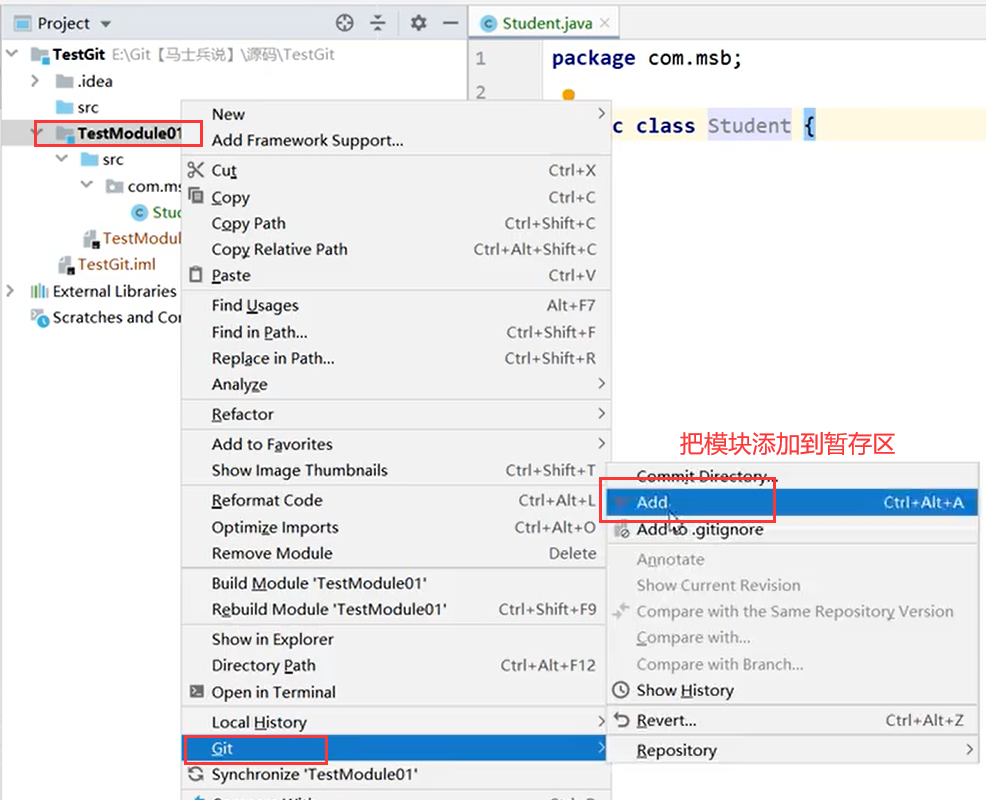 Project
Student.java
TestGit E:\Git【马士兵说】\源码\TestGit
.idea
src
TestModule01
src
com.ms
Stu
TestModul
TestGit.iml
External Libraries
Scratches and Co
1 package com.msb;
2
c class Student {
New
Add Framework Support...
Cut Ctrl+X
Copy Ctrl+C
Copy Path Ctrl+Shift+C
Copy Relative Path Ctrl+Alt+Shift+C
Paste Ctrl+V
Find Usages Alt+F7
Find in Path... Ctrl+Shift+F
Replace in Path... Ctrl+Shift+R
Analyze
Refactor
Add to Favorites
Show Image Thumbnails Ctrl+Shift+T
Reformat Code Ctrl+Alt+L
Optimize Imports Ctrl+Alt+O
Remove Module Delete
Build Module 'TestModule01'
Rebuild Module 'TestModule01' Ctrl+Shift+F9
Show in Explorer
Directory Path Ctrl+Alt+F12
Open in Terminal
Local History
Git
Synchronize 'TestModule01'
把模块添加到暂存区
Commit Directory...
Add Ctrl+Alt+A
Add to .gitignore
Annotate
Show Current Revision
Compare with the Same Repository Version
Compare with...
Compare with Branch...
Show History
Revert... Ctrl+Alt+Z
Repository